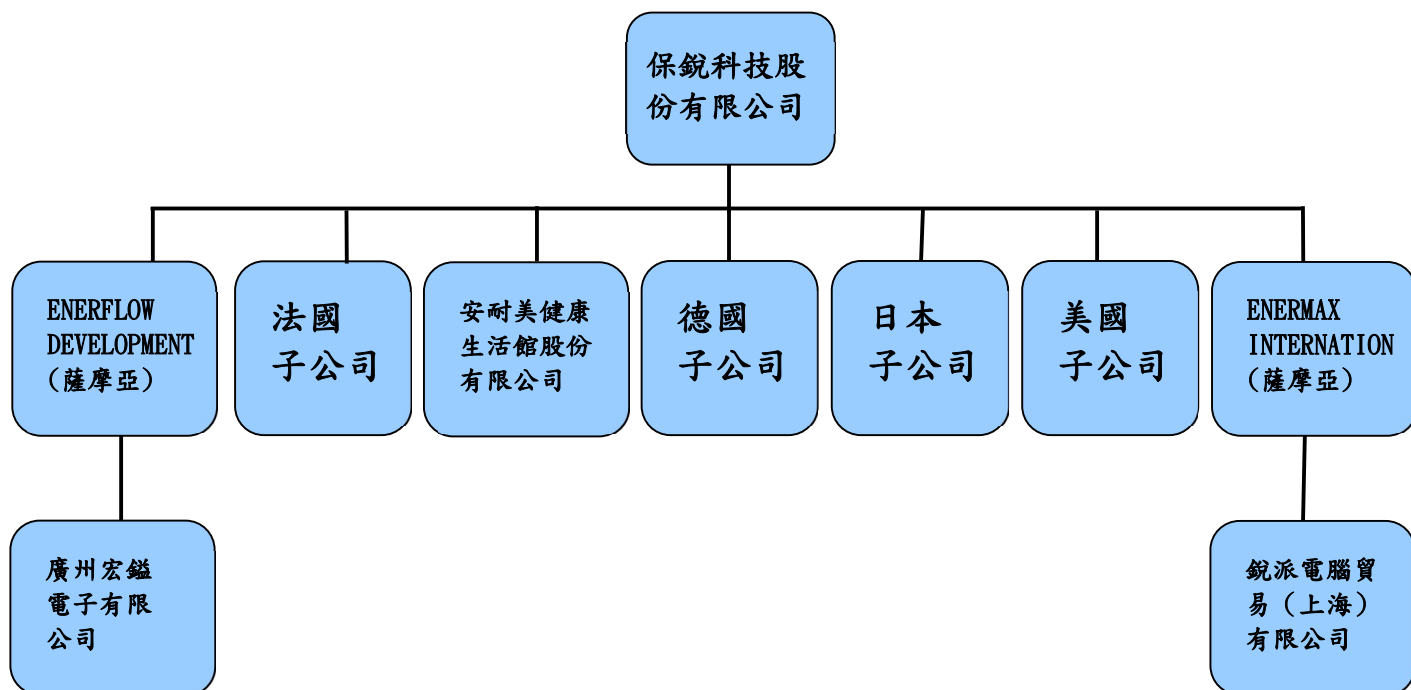 保銳科技股
份有限公司
ENERFLOW
DEVELOPMENT
(薩摩亞)
法國
子公司
安耐美健康
生活館股份
有限公司
德國
子公司
日本
子公司
美國
子公司
ENERMAX
INTERNATION
(薩摩亞)
廣州宏鎰
電子有限
公司
銳派電腦貿
易（上海）
有限公司